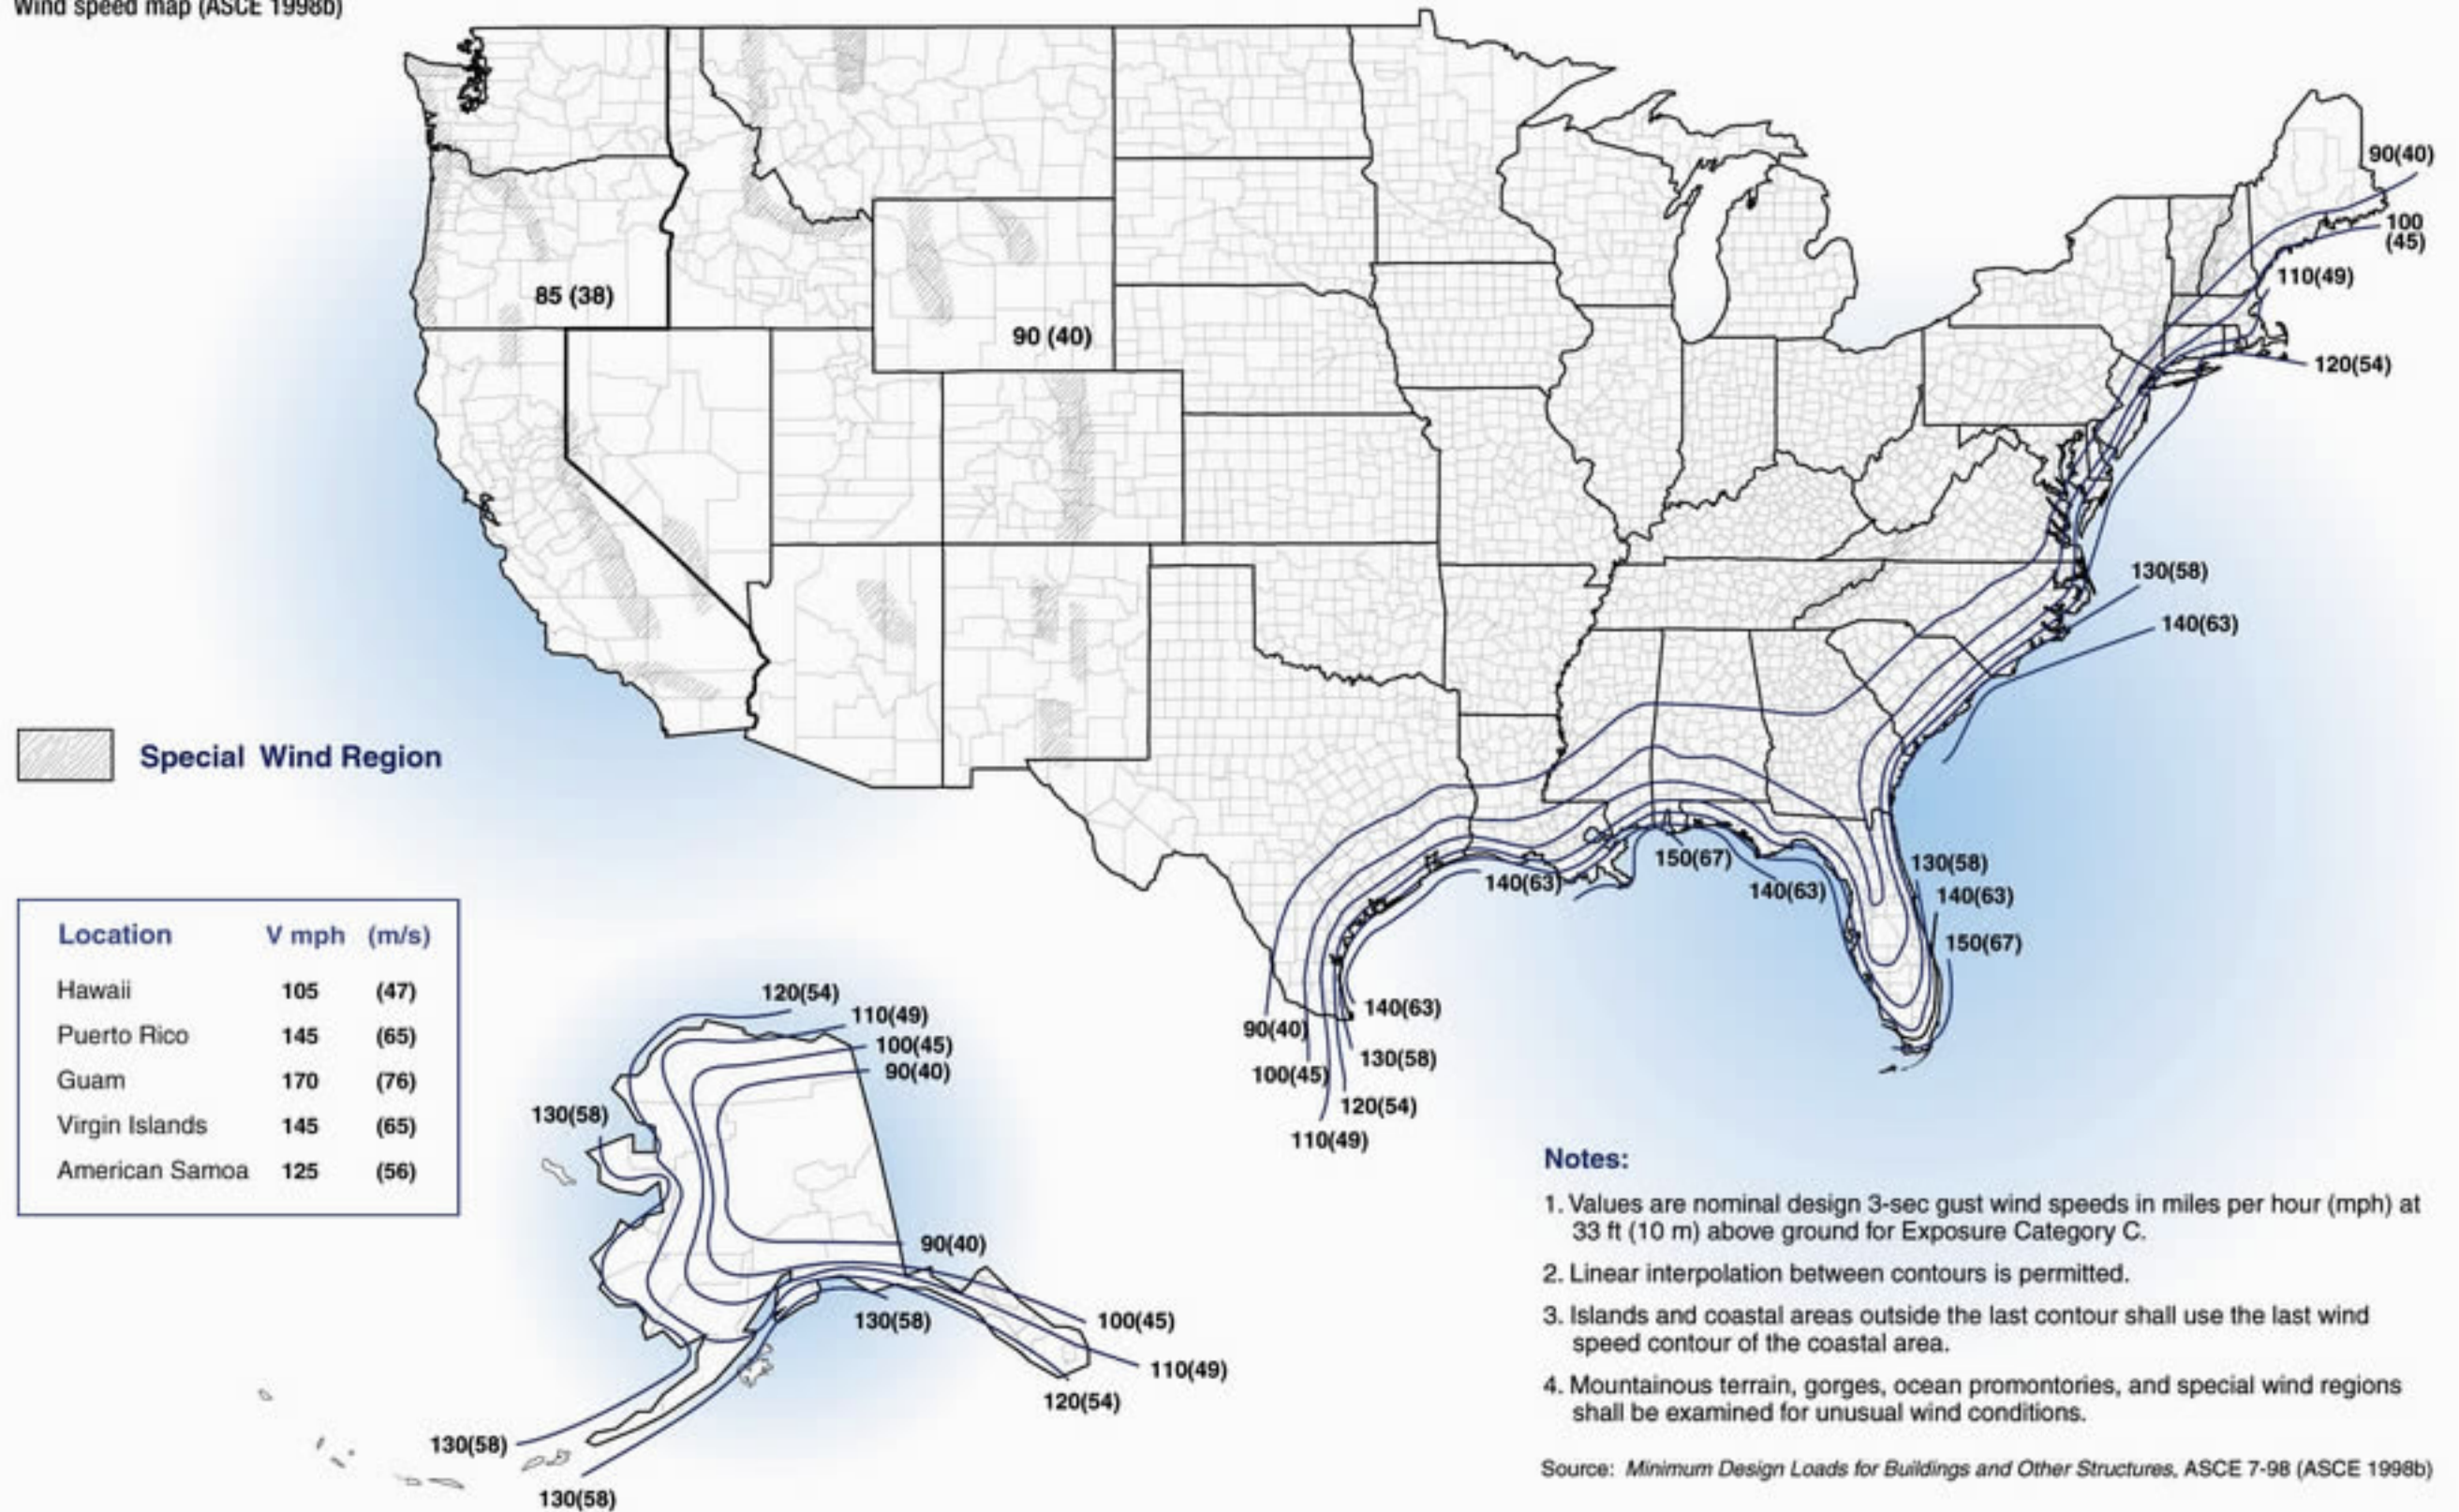 Wind speed map (ASCE 1998b)
90(40)
100
(45)
110(49)
85 (38)
90 (40)
120(54)
130(58)
140(63)
Special Wind Region
150(67)
140(63)
140(63)
130(58)
140(63)
150(67)
Location V mph (m/s)
Hawaii 105 (47)
Puerto Rico 145 (65)
Guam 170 (76)
Virgin Islands 145 (65)
American Samoa 125 (56)
120(54)
110(49)
100(45)
90(40)
130(58)
90(40)
130(58)
100(45)
110(49)
120(54)
130(58)
130(58)
90(40)
140(63)
130(58)
100(45)
120(54)
110(49)
Notes:
1. Values are nominal design 3-sec gust wind speeds in miles per hour (mph) at
33 ft (10 m) above ground for Exposure Category C.
2. Linear interpolation between contours is permitted.
3. Islands and coastal areas outside the last contour shall use the last wind
speed contour of the coastal area.
4. Mountainous terrain, gorges, ocean promontories, and special wind regions
shall be examined for unusual wind conditions.
Source: Minimum Design Loads for Buildings and Other Structures, ASCE 7-98 (ASCE 1998b)